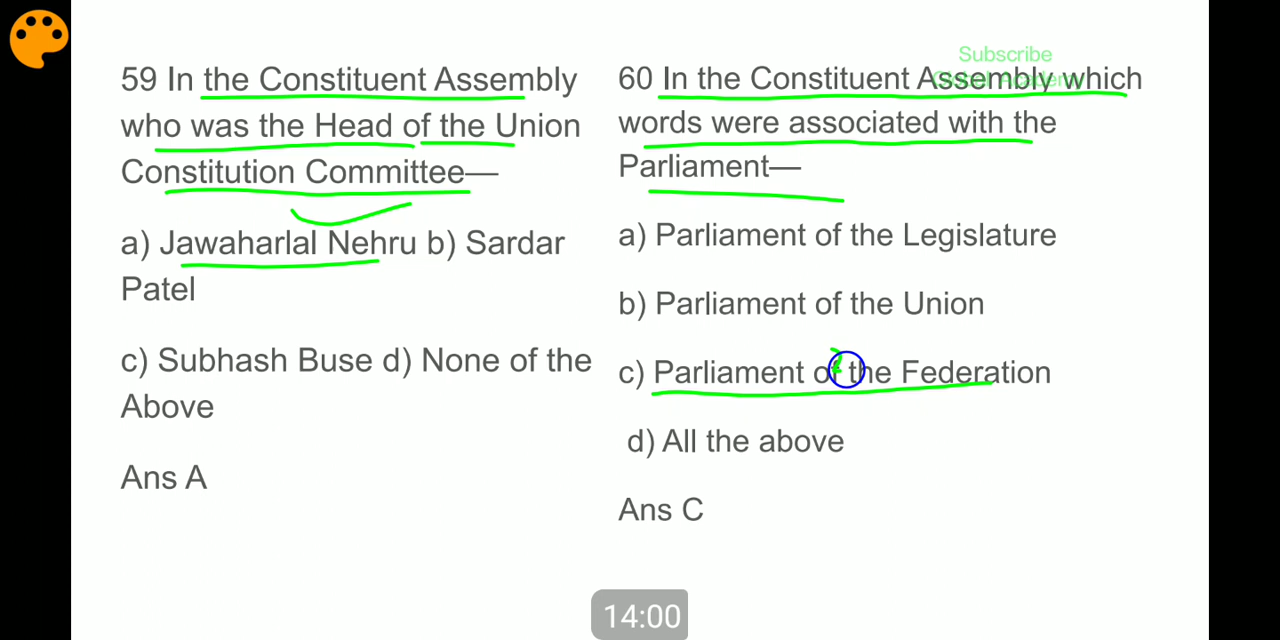 59 In the Constituent Assembly
who was the Head of the Union
Constitution Committee—
a) Jawaharlal Nehru b) Sardar
Patel
c) Subhash Buse d) None of the
Above
Ans A
Subscribe
Global Academy
60 In the Constituent Assembly which
words were associated with the
Parliament—
a) Parliament of the Legislature
b) Parliament of the Union
c) Parliament of the Federation
d) All the above
Ans C
14:00